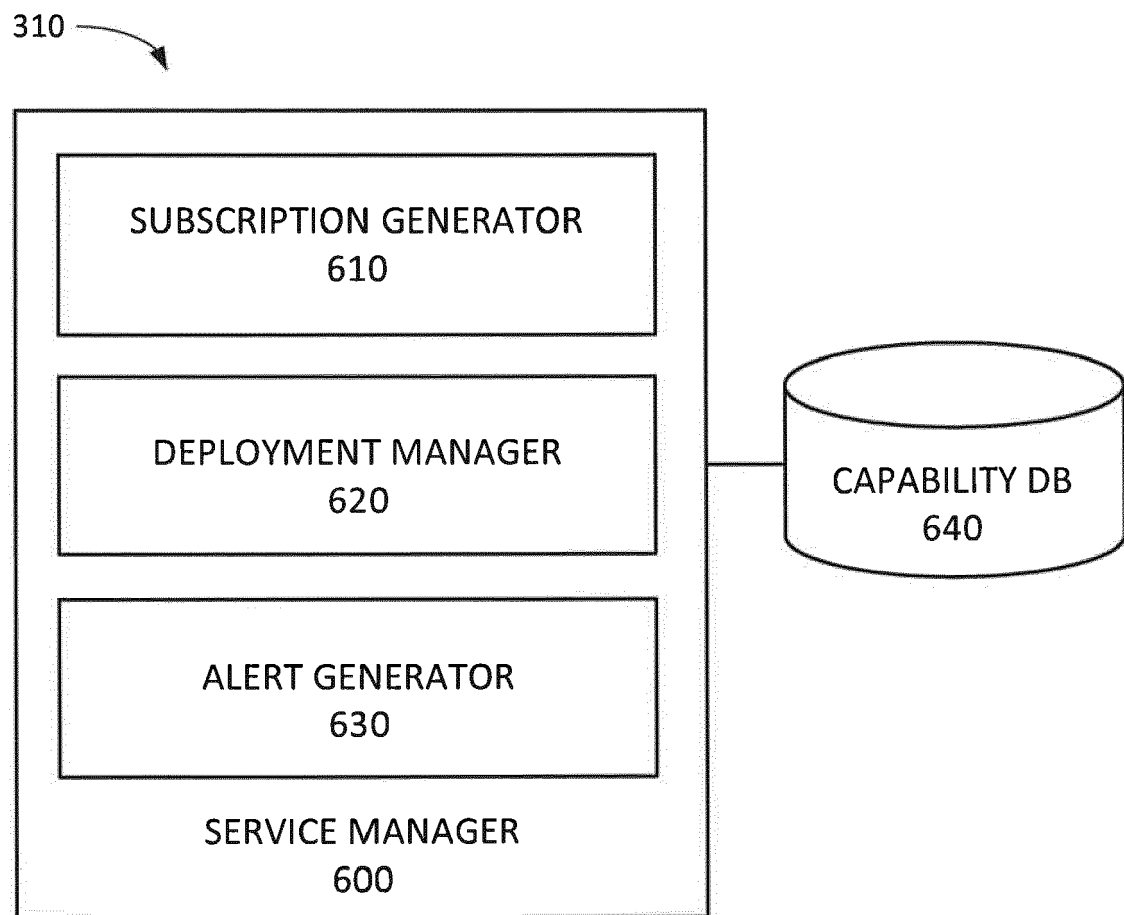 310
SUBSCRIPTION GENERATOR
610
DEPLOYMENT MANAGER
620
CAPABILITY DB
640
ALERT GENERATOR
630
SERVICE MANAGER
600